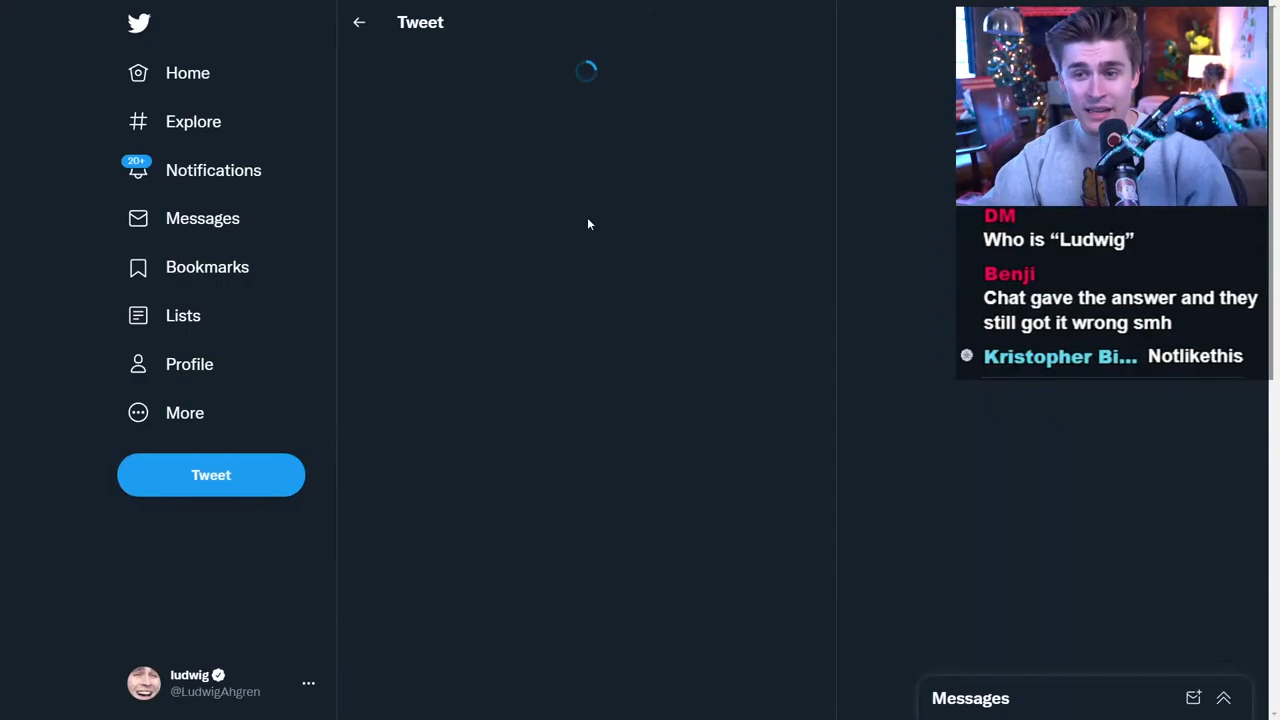 Tweet
Home
Explore
20+
Notifications
Messages
Bookmarks
Lists
Profile
More
Tweet
ludwig
@LudwigAhgren
DM
Who is “Ludwig”
Benji
Chat gave the answer and they
still got it wrong smh
Kristopher Bi... Notlikethis
Messages